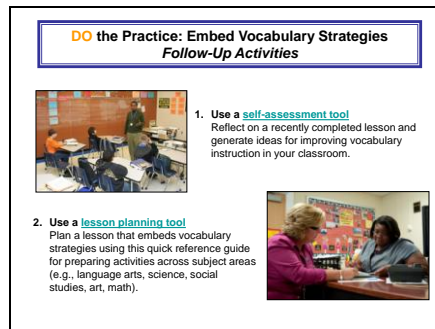 DO the Practice: Embed Vocabulary Strategies
Follow-Up Activities
1. Use a self-assessment tool
Reflect on a recently completed lesson and
generate ideas for improving vocabulary
instruction in your classroom.
2. Use a lesson planning tool
Plan a lesson that embeds vocabulary
strategies using this quick reference guide
for preparing activities across subject areas
(e.g., language arts, science, social
studies, art, math).